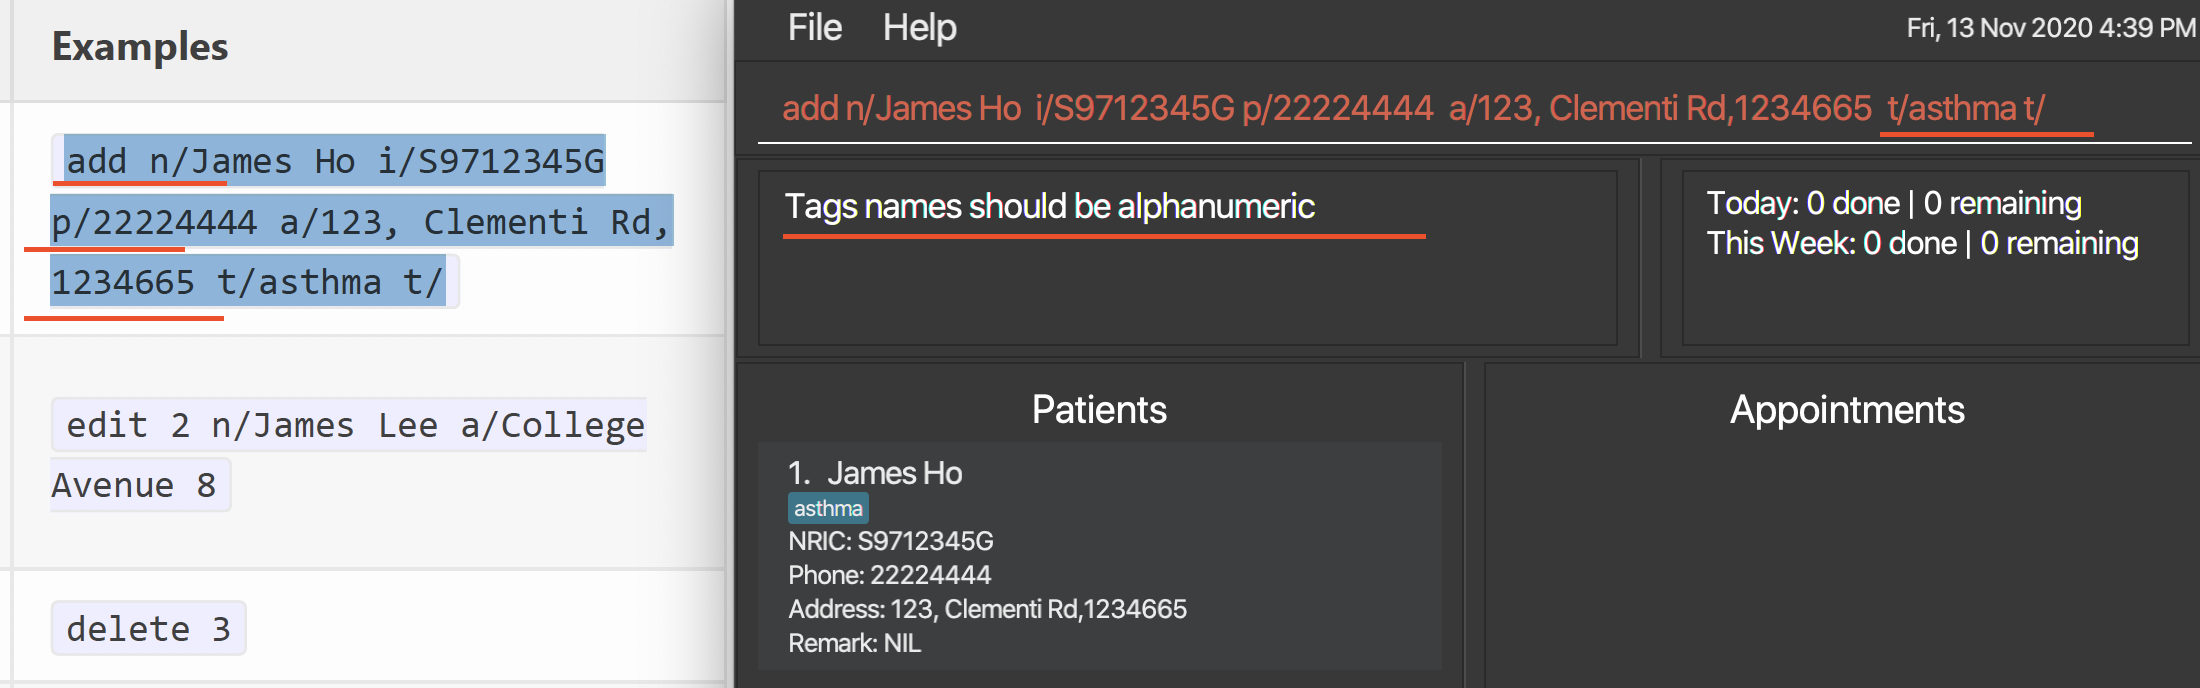 Examples
add n/James Ho i/S9712345G
p/22224444 a/123, Clementi Rd,
1234665 t/asthma t/
edit 2 n/James Lee a/College
Avenue 8
delete 3
File Help
Fri, 13 Nov 2020 4:39 PM
add n/James Ho i/S9712345G p/22224444 a/123, Clementi Rd,1234665 t/asthma t/
Tags names should be alphanumeric
Today: 0 done | 0 remaining
This Week: 0 done | 0 remaining
Patients
1. James Ho
asthma
NRIC: S9712345G
Phone: 22224444
Address: 123, Clementi Rd,1234665
Remark: NIL
Appointments